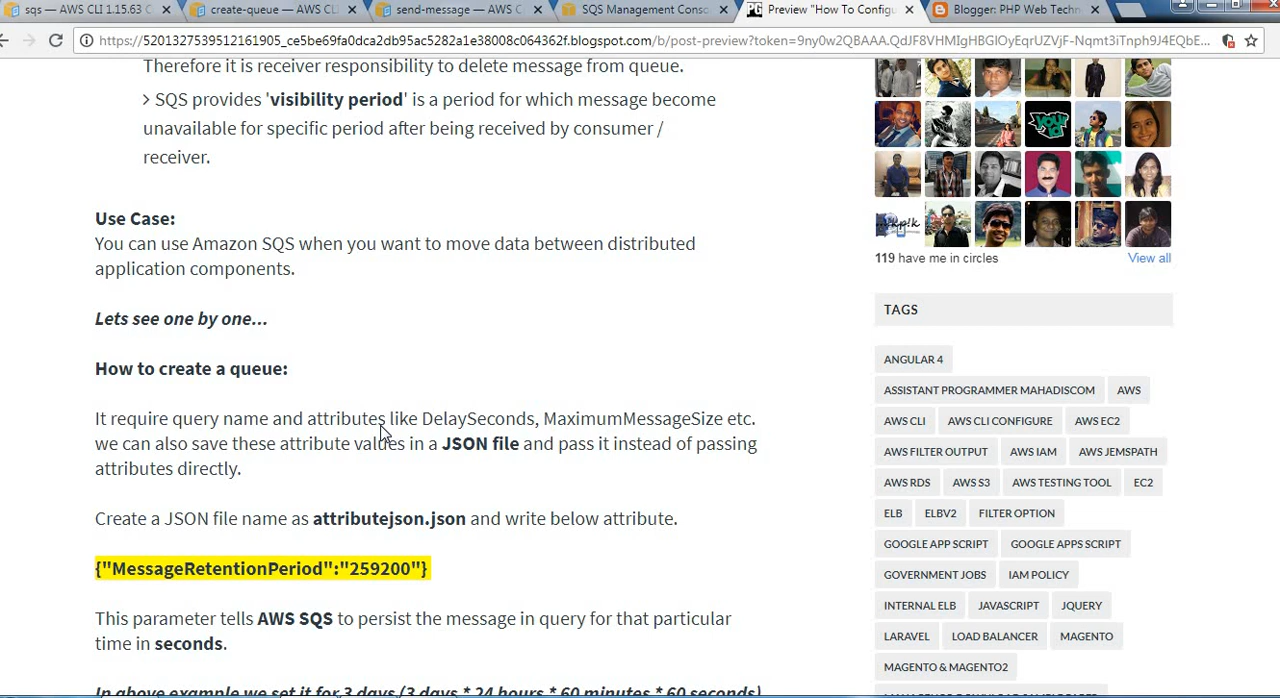 sqs — AWS CLI 1.15.63 C
create-queue — AWS CLI
send-message — AWS C
SQS Management Conso
Preview "How To Configu
Blogger: PHP Web Techn
https://5201327539512161905_ce5be69fa0dca2db95ac5282a1e38008c064362f.blogspot.com/b/post-preview?token=9ny0w2QBAAA.QdJF8VHMIgHBGlOyEqrUZVjF-Nqmt3iTnph9J4EQbE...
Therefore it is receiver responsibility to delete message from queue.
> SQS provides 'visibility period' is a period for which message become
unavailable for specific period after being received by consumer /
receiver.
Use Case:
You can use Amazon SQS when you want to move data between distributed
application components.
Lets see one by one...
How to create a queue:
It require query name and attributes like DelaySeconds, MaximumMessageSize etc.
we can also save these attribute values in a JSON file and pass it instead of passing
attributes directly.
Create a JSON file name as attributejson.json and write below attribute.
{"MessageRetentionPeriod":"259200"}
This parameter tells AWS SQS to persist the message in query for that particular
time in seconds.
In above example we set it for 3 days (3 days * 24 hours * 60 minutes * 60 seconds)
119 have me in circles
View all
TAGS
ANGULAR 4
ASSISTANT PROGRAMMER MAHADISCOM
AWS
AWS CLI
AWS CLI CONFIGURE
AWS EC2
AWS FILTER OUTPUT
AWS IAM
AWS JEMSPATH
AWS RDS
AWS S3
AWS TESTING TOOL
EC2
ELB
ELBV2
FILTER OPTION
GOOGLE APP SCRIPT
GOOGLE APPS SCRIPT
GOVERNMENT JOBS
IAM POLICY
INTERNAL ELB
JAVASCRIPT
JQUERY
LARAVEL
LOAD BALANCER
MAGENTO
MAGENTO & MAGENTO2